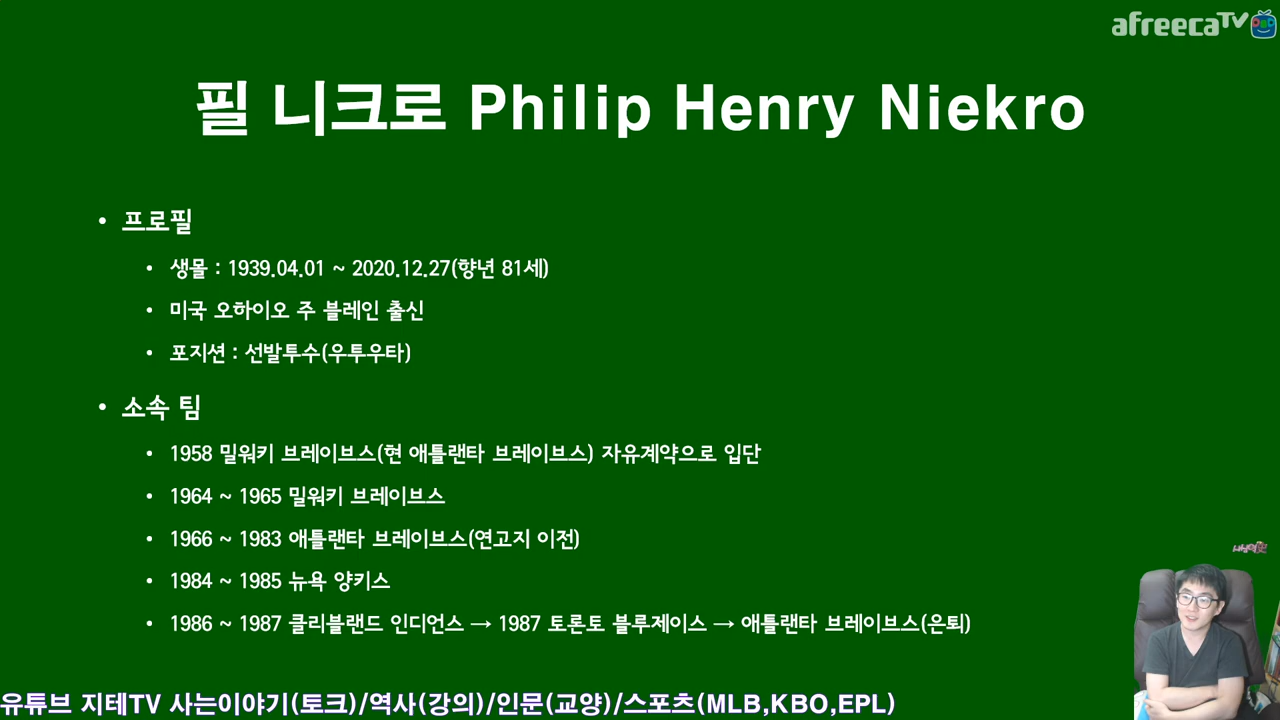 afreecaTV
필 니크로 Philip Henry Niekro
• 프로필
• 생몰 : 1939.04.01 ~ 2020.12.27(향년 81세)
• 미국 오하이오 주 블레인 출신
• 포지션 : 선발투수(우투우타)
• 소속 팀
• 1958 밀워키 브레이브스(현 애틀랜타 브레이브스) 자유계약으로 입단
• 1964 ~ 1965 밀워키 브레이브스
• 1966 ~ 1983 애틀랜타 브레이브스(연고지 이전)
• 1984 ~ 1985 뉴욕 양키스
• 1986 ~ 1987 클리블랜드 인디언스 → 1987 토론토 블루제이스 → 애틀랜타 브레이브스(은퇴)
유튜브 지테TV 사는이야기(토크)/역사(강의)/인문(교양)/스포츠(MLB,KBO,EPL)